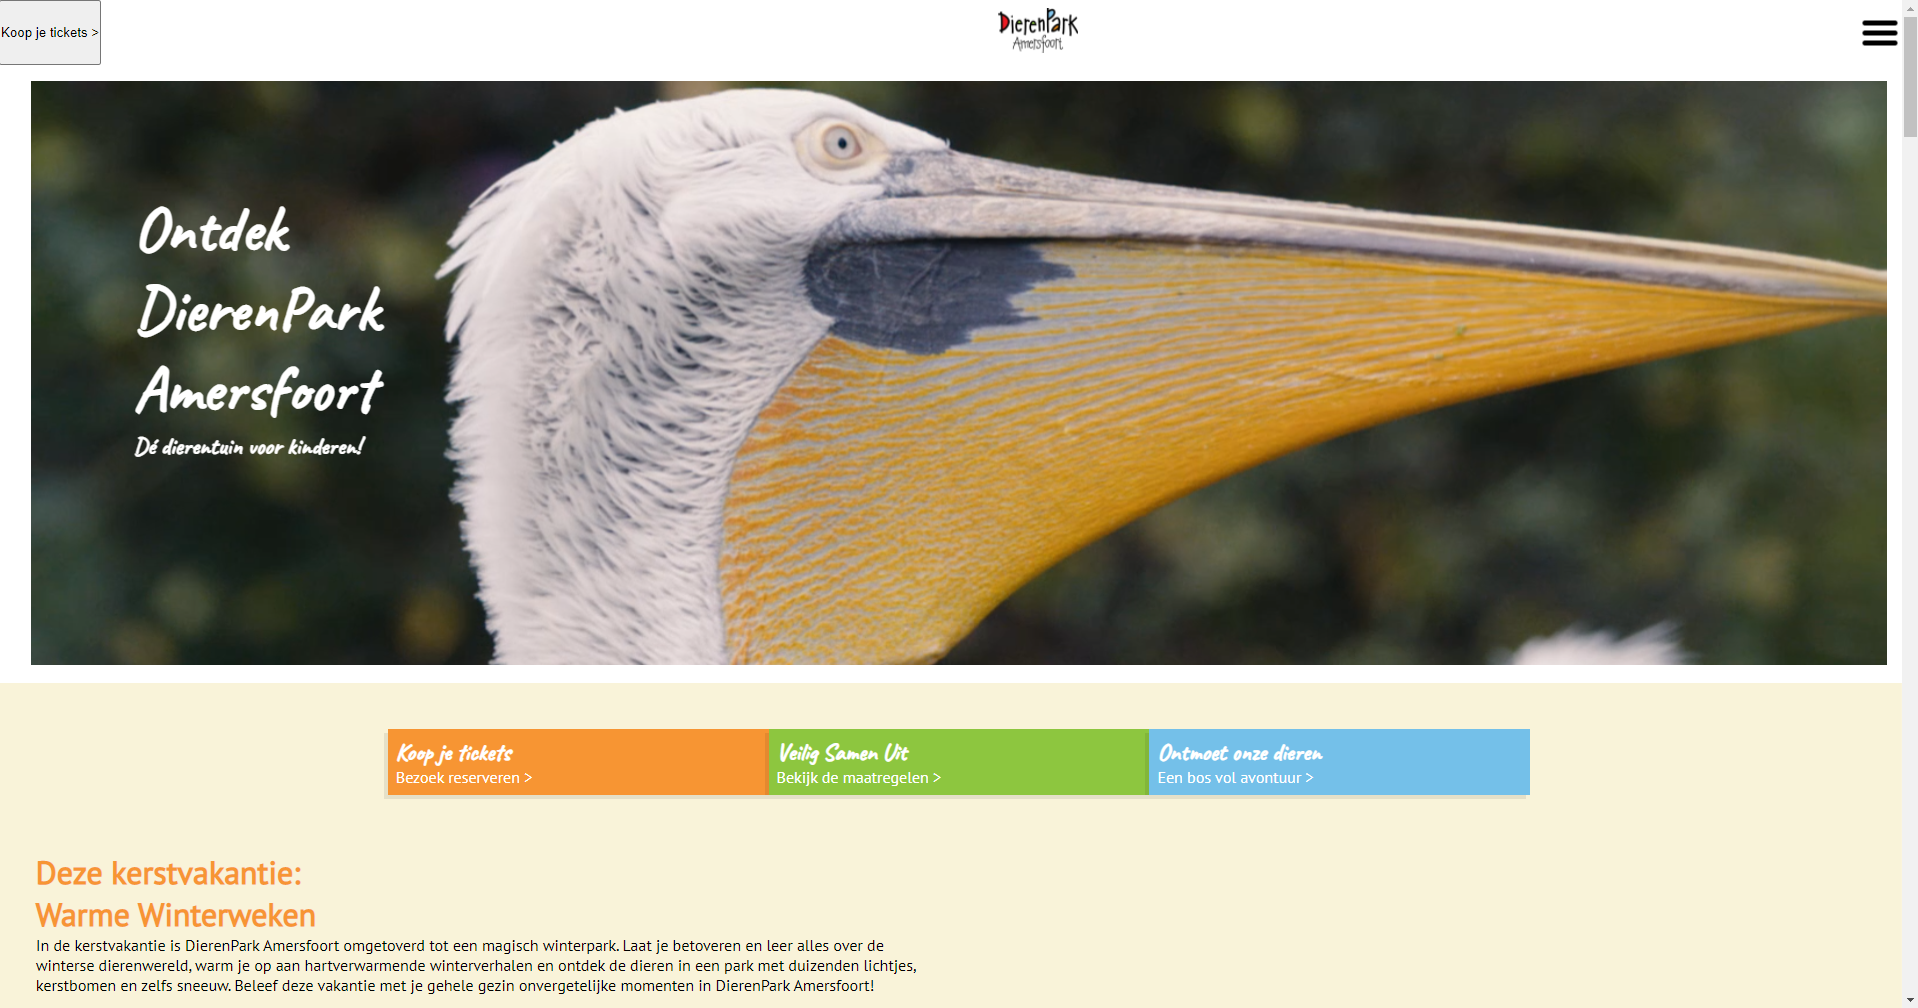 Koop je tickets >
DierenPark
Amersfoort
Ontdek
DierenPark
Amersfoort
Dé dierentuin voor kinderen!
Koop je tickets
Bezoek reserveren >
Veilig Samen Uit
Bekijk de maatregelen >
Ontmoet onze dieren
Een bos vol avontuur >
Deze kerstvakantie:
Warme Winterweken
In de kerstvakantie is DierenPark Amersfoort omgetoverd tot een magisch winterpark. Laat je betoveren en leer alles over de
winterse dierenwereld, warm je op aan hartverwarmende winterverhalen en ontdek de dieren in een park met duizenden lichtjes,
kerstbomen en zelfs sneeuw. Beleef deze vakantie met je gehele gezin onvergetelijke momenten in DierenPark Amersfoort!